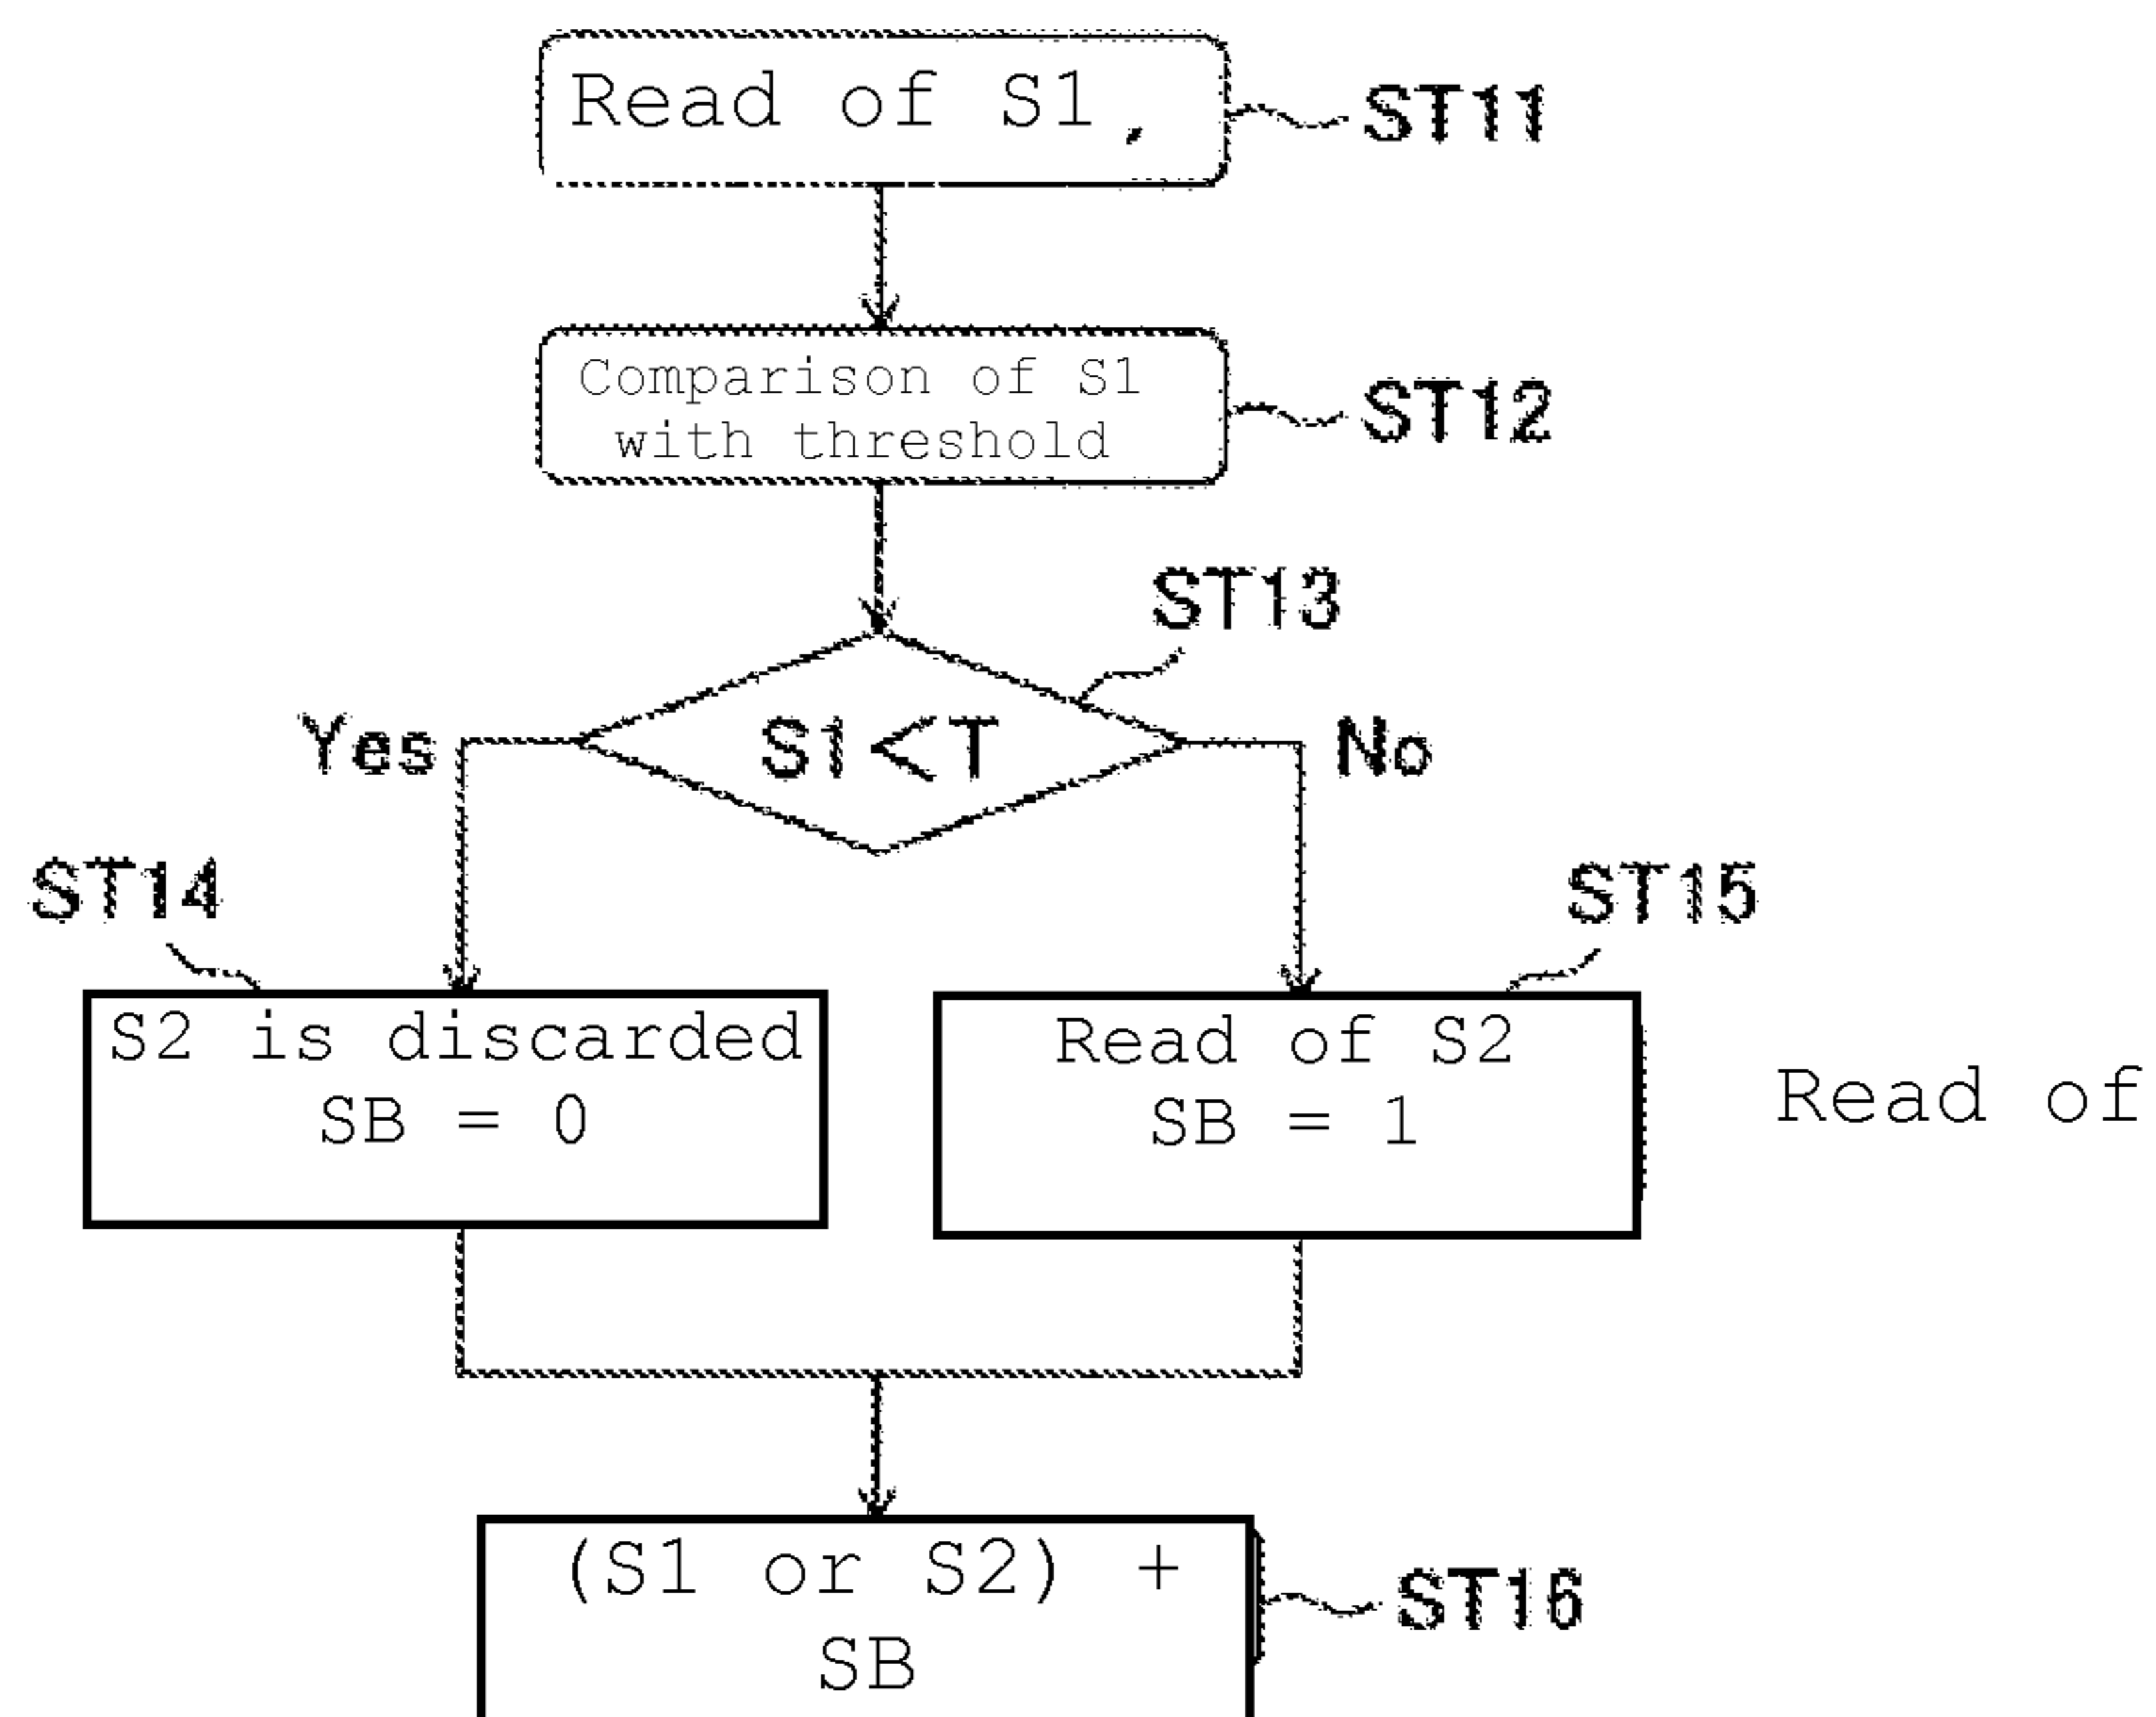 Read of S1,
ST11
Comparison of S1
with threshold
ST12
ST13
S1<T
Yes
No
ST14
ST15
S2 is discarded
SB = 0
Read of S2
SB = 1
Read of
(S1 or S2) +
SB
ST16